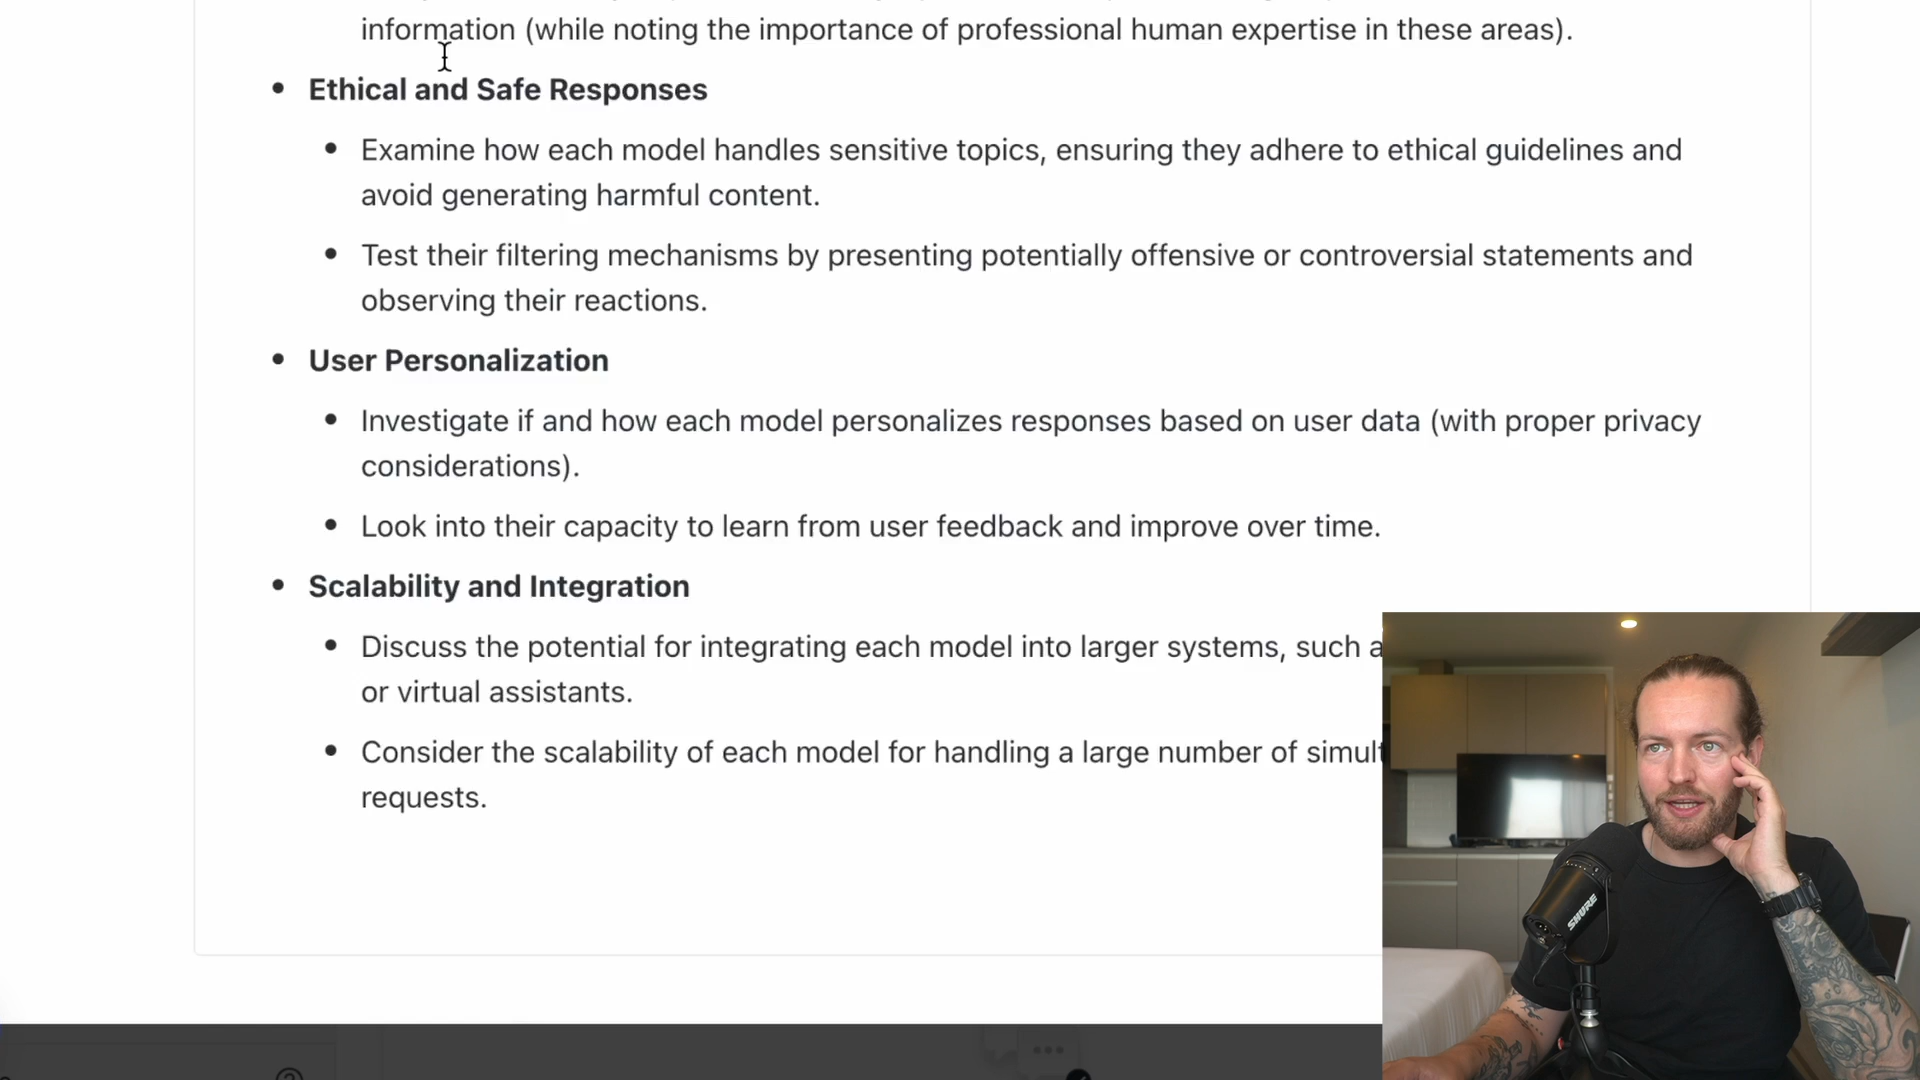 information (while noting the importance of professional human expertise in these areas).
Ethical and Safe Responses
Examine how each model handles sensitive topics, ensuring they adhere to ethical guidelines and
avoid generating harmful content.
Test their filtering mechanisms by presenting potentially offensive or controversial statements and
observing their reactions.
User Personalization
Investigate if and how each model personalizes responses based on user data (with proper privacy
considerations).
Look into their capacity to learn from user feedback and improve over time.
Scalability and Integration
Discuss the potential for integrating each model into larger systems, such
or virtual assistants.
Consider the scalability of each model for handling a large number of
requests.
SHURE